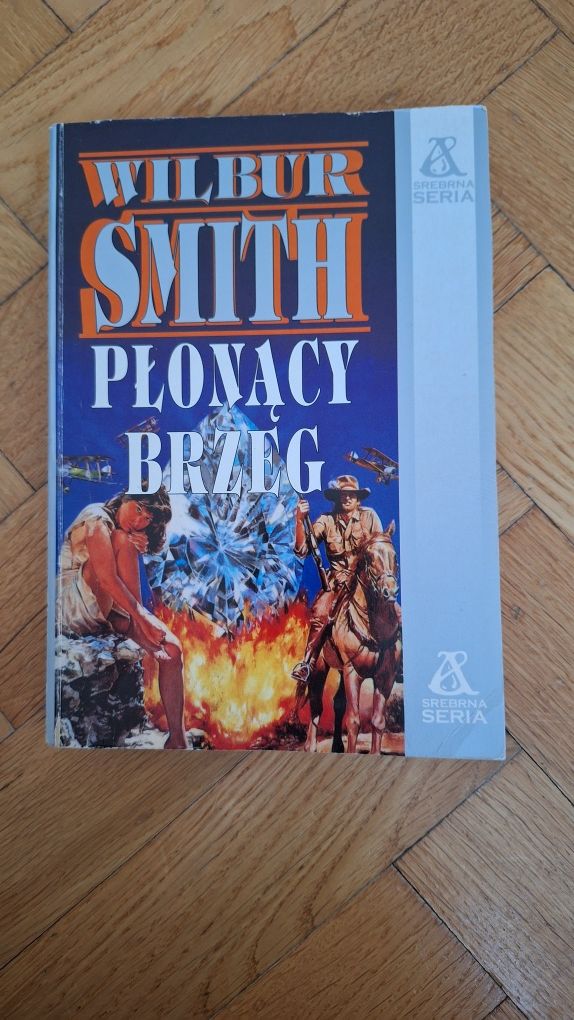 WILBUR
SMITH
PŁONĄCY
BRZEG
SREBRNA
SERIA
SREBRNA
SERIA